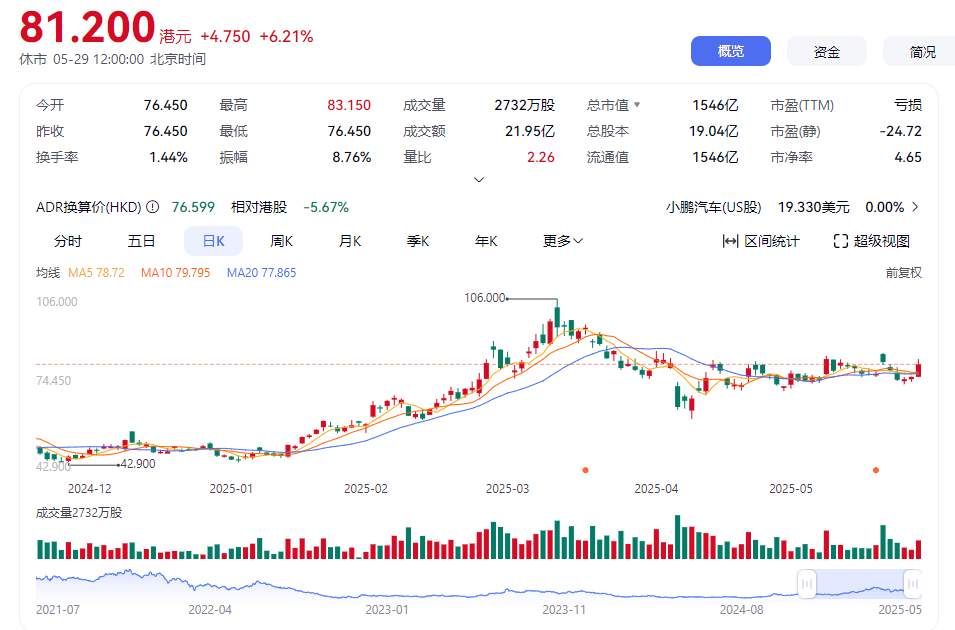 81.200 港元 +4.750 +6.21%
休市 05-29 12:00:00 北京时间
概览 资金 简况
今开 76.450 最高 83.150 成交量 2732万股 总市值 1546亿 市盈(TTM) 亏损
昨收 76.450 最低 76.450 成交额 21.95亿 总股本 19.04亿 市盈(静) -24.72
换手率 1.44% 振幅 8.76% 量比 2.26 流通值 1546亿 市净率 4.65
ADR换算价(HKD) 76.599 相对港股 -5.67% 小鹏汽车(US股) 19.330美元 0.00%
分时 五日 日K 周K 月K 季K 年K 更多 区间统计 超级视图
均线 MA5 78.72 MA10 79.795 MA20 77.865 前复权
106.000
106.000
74.450
42.900
42.900
2024-12 2025-01 2025-02 2025-03 2025-04 2025-05
成交量2732万股
2021-07 2022-04 2023-01 2023-11 2024-08 2025-05